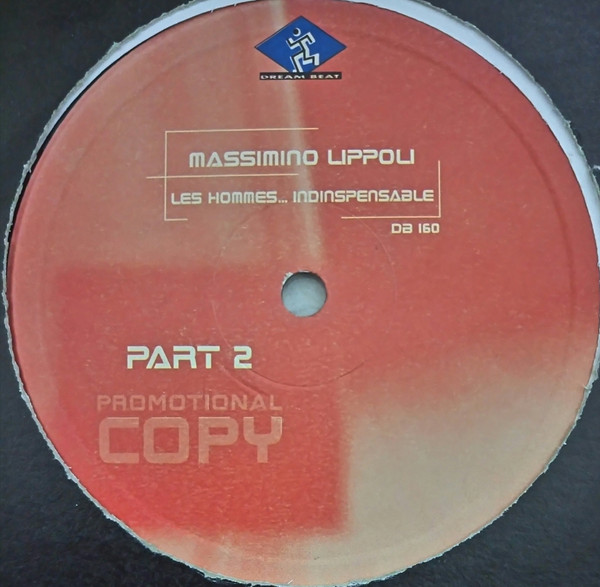 DREAM BEAT
MASSIMINO LIPPOLI
LES HOMMES... INDINSPENSABLE
DB 160
PART 2
PROMOTIONAL
COPY